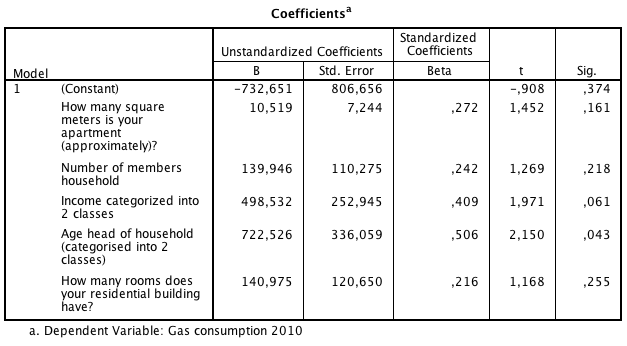 Coefficientsa
Unstandardized Coefficients Standardized Coefficients
Model B Std. Error Beta t Sig.
1 (Constant) -732,651 806,656 -,908 ,374
How many square meters is your apartment (approximately)? 10,519 7,244 ,272 1,452 ,161
Number of members household 139,946 110,275 ,242 1,269 ,218
Income categorized into 2 classes 498,532 252,945 ,409 1,971 ,061
Age head of household (categorised into 2 classes) 722,526 336,059 ,506 2,150 ,043
How many rooms does your residential building have? 140,975 120,650 ,216 1,168 ,255
a. Dependent Variable: Gas consumption 2010